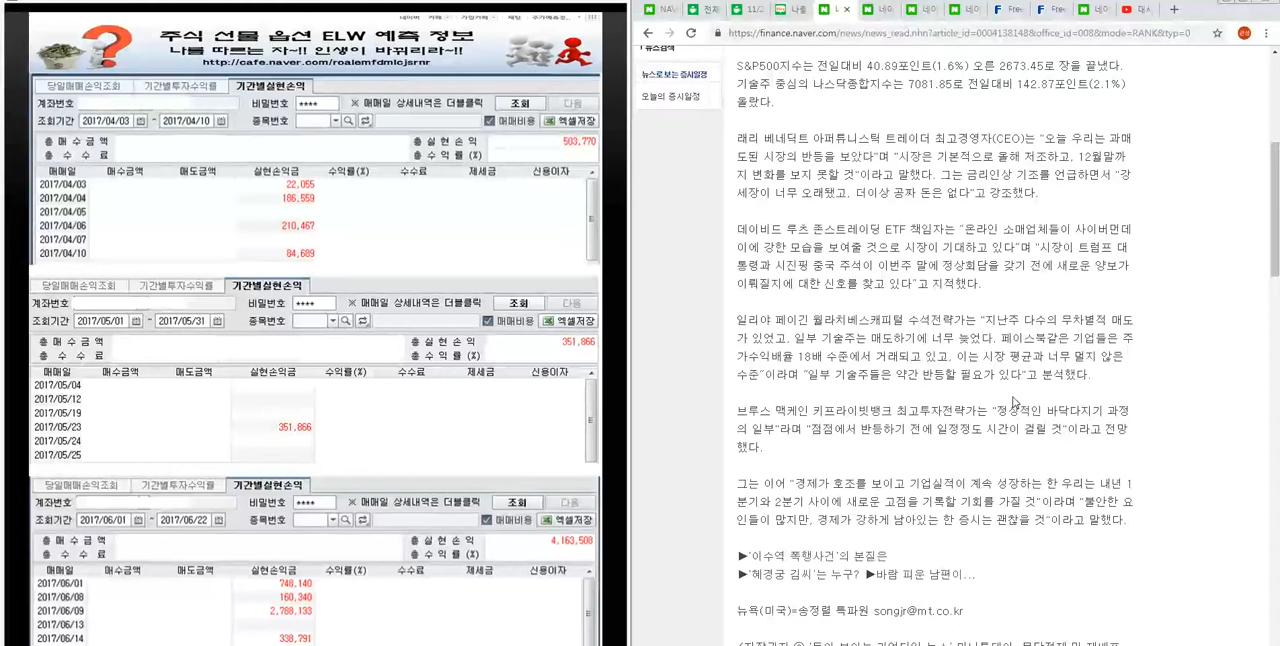 주식 선물 옵션 ELW 예측 정보
나를 따르는 자~!! 인생이 바뀌리라~!!
http://cafe.naver.com/roalemfdmlcjsrnr
당일매매손익조회 기간별투자수익률 기간별실현손익
계좌번호 비밀번호 **** ※ 매매일 상세내역은 더블클릭 조회 다음
조회기간 2017/04/03 ~ 2017/04/10 종목번호 매매비용 엑셀저장
총 매 수 금 액 총 실 현 손 익 503,770
총 수 수 료 총 수 익 률 (%)
매매일 매수금액 매도금액 실현손익금 수익률(%) 수수료 제세금 신용이자
2017/04/03 22,055
2017/04/04 186,559
2017/04/05
2017/04/06 210,467
2017/04/07
2017/04/10 84,689
당일매매손익조회 기간별투자수익률 기간별실현손익
계좌번호 비밀번호 **** ※ 매매일 상세내역은 더블클릭 조회 다음
조회기간 2017/05/01 ~ 2017/05/31 종목번호 매매비용 엑셀저장
총 매 수 금 액 총 실 현 손 익 351,866
총 수 수 료 총 수 익 률 (%)
매매일 매수금액 매도금액 실현손익금 수익률(%) 수수료 제세금 신용이자
2017/05/04
2017/05/12
2017/05/19
2017/05/23 351,866
2017/05/24
2017/05/25
당일매매손익조회 기간별투자수익률 기간별실현손익
계좌번호 비밀번호 **** ※ 매매일 상세내역은 더블클릭 조회 다음
조회기간 2017/06/01 ~ 2017/06/22 종목번호 매매비용 엑셀저장
총 매 수 금 액 총 실 현 손 익 4,163,508
총 수 수 료 총 수 익 률 (%)
매매일 매수금액 매도금액 실현손익금 수익률(%) 수수료 제세금 신용이자
2017/06/01 748,140
2017/06/08 160,340
2017/06/09 2,788,133
2017/06/13
2017/06/14 338,791
NAV 전체 11/2 나즐 L 네이 네이 네이 Free Free 네이 대시
https://finance.naver.com/news/news_read.nhn?article_id=0004138148&office_id=008&mode=RANK&typ=0
뉴스검색
뉴스로 보는 증시일정
오늘의 증시일정
S&P500지수는 전일대비 40.89포인트(1.6%) 오른 2673.45로 장을 끝냈다.
기술주 중심의 나스닥종합지수는 7081.85로 전일대비 142.87포인트(2.1%)
올랐다.
래리 베네딕트 아퍼튜니스틱 트레이더 최고경영자(CEO)는 "오늘 우리는 과매
도된 시장의 반등을 보았다"며 "시장은 기본적으로 올해 저조하고, 12월말까
지 변화를 보지 못할 것"이라고 말했다. 그는 금리인상 기조를 언급하면서 "강
세장이 너무 오래됐고, 더이상 공짜 돈은 없다"고 강조했다.
데이비드 루츠 존스트레이딩 ETF 책임자는 "온라인 소매업체들이 사이버먼데
이에 강한 모습을 보여줄 것으로 시장이 기대하고 있다"며 "시장이 트럼프 대
통령과 시진핑 중국 주석이 이번주 말에 정상회담을 갖기 전에 새로운 양보가
이뤄질지에 대한 신호를 찾고 있다"고 지적했다.
일리야 페이긴 월라치베스캐피털 수석전략가는 "지난주 다수의 무차별적 매도
가 있었고, 일부 기술주는 매도하기에 너무 늦었다. 페이스북같은 기업들은 주
가수익배율 18배 수준에서 거래되고 있고, 이는 시장 평균과 너무 멀지 않은
수준"이라며 "일부 기술주들은 약간 반등할 필요가 있다"고 분석했다.
브루스 맥케인 키프라이빗뱅크 최고투자전략가는 "정상적인 바닥다지기 과정
의 일부"라며 "점점에서 반등하기 전에 일정정도 시간이 걸릴 것"이라고 전망
했다.
그는 이어 "경제가 호조를 보이고 기업실적이 계속 성장하는 한 우리는 내년 1
분기와 2분기 사이에 새로운 고점을 기록할 기회를 가질 것"이라며 "불안한 요
인들이 많지만, 경제가 강하게 남아있는 한 증시는 괜찮을 것"이라고 말했다.
▶'이수역 폭행사건'의 본질은
▶'혜경궁 김씨'는 누구? ▶바람 피운 남편이...
뉴욕(미국)=송정렬 특파원 songjr@mt.co.kr